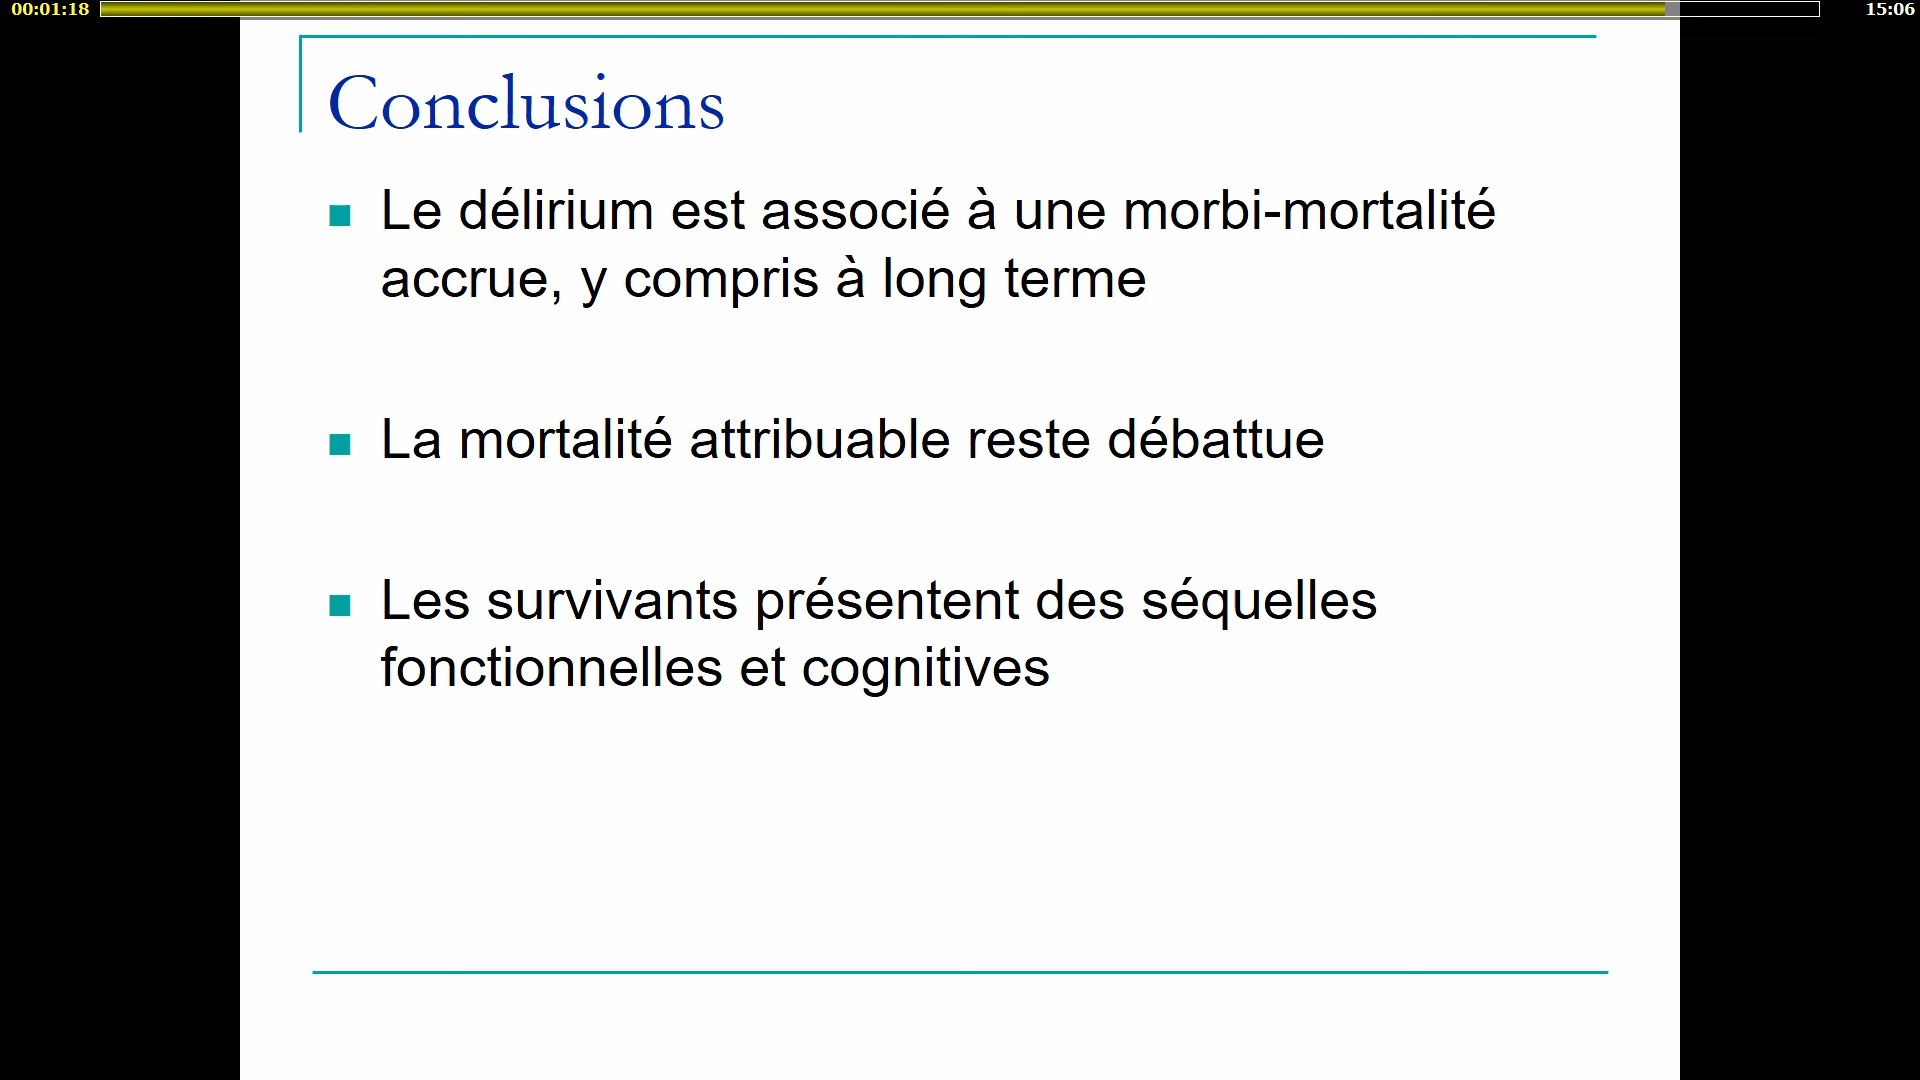 00:01:18
15:06
Conclusions
Le délirium est associé à une morbi-mortalité
accrue, y compris à long terme
La mortalité attribuable reste débattue
Les survivants présentent des séquelles
fonctionnelles et cognitives